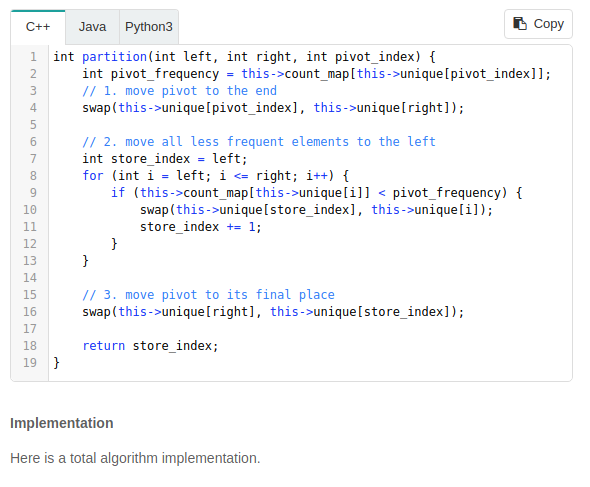 C++ Java Python3 Copy
1 int partition(int left, int right, int pivot_index) {
2     int pivot_frequency = this->count_map[this->unique[pivot_index]];
3     // 1. move pivot to the end
4     swap(this->unique[pivot_index], this->unique[right]);
5
6     // 2. move all less frequent elements to the left
7     int store_index = left;
8     for (int i = left; i <= right; i++) {
9         if (this->count_map[this->unique[i]] < pivot_frequency) {
10             swap(this->unique[store_index], this->unique[i]);
11             store_index += 1;
12         }
13     }
14
15     // 3. move pivot to its final place
16     swap(this->unique[right], this->unique[store_index]);
17
18     return store_index;
19 }
Implementation
Here is a total algorithm implementation.